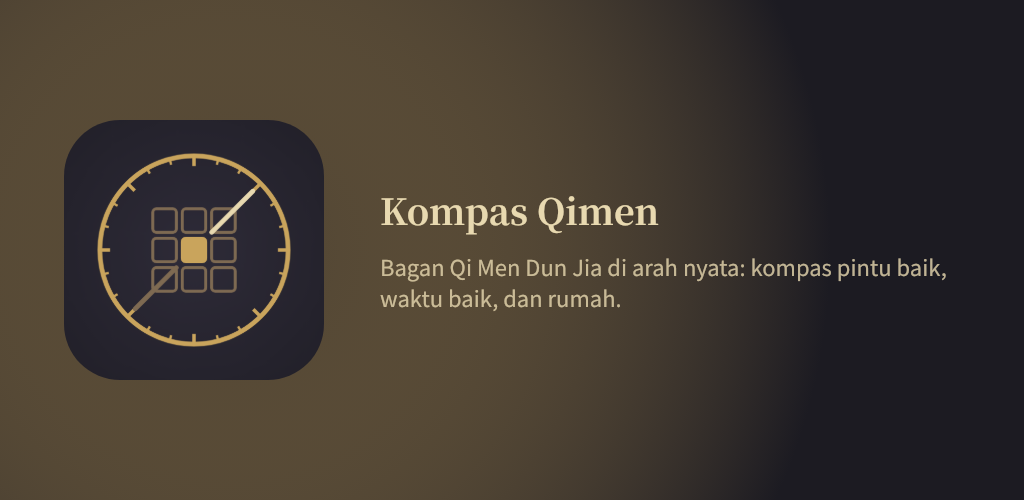 Kompas Qimen
Bagan Qi Men Dun Jia di arah nyata: kompas pintu baik,
waktu baik, dan rumah.